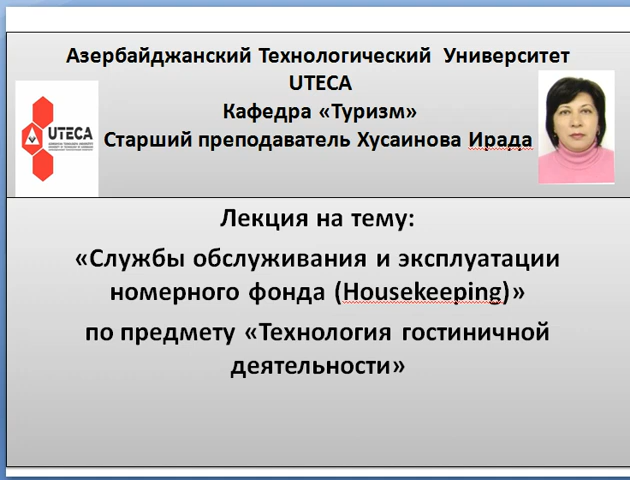 Азербайджанский Технологический Университет
UTECA
Кафедра «Туризм»
Старший преподаватель Хусаинова Ирада
UTECA
Лекция на тему:
«Службы обслуживания и эксплуатации
номерного фонда (Housekeeping)»
по предмету «Технология гостиничной
деятельности»